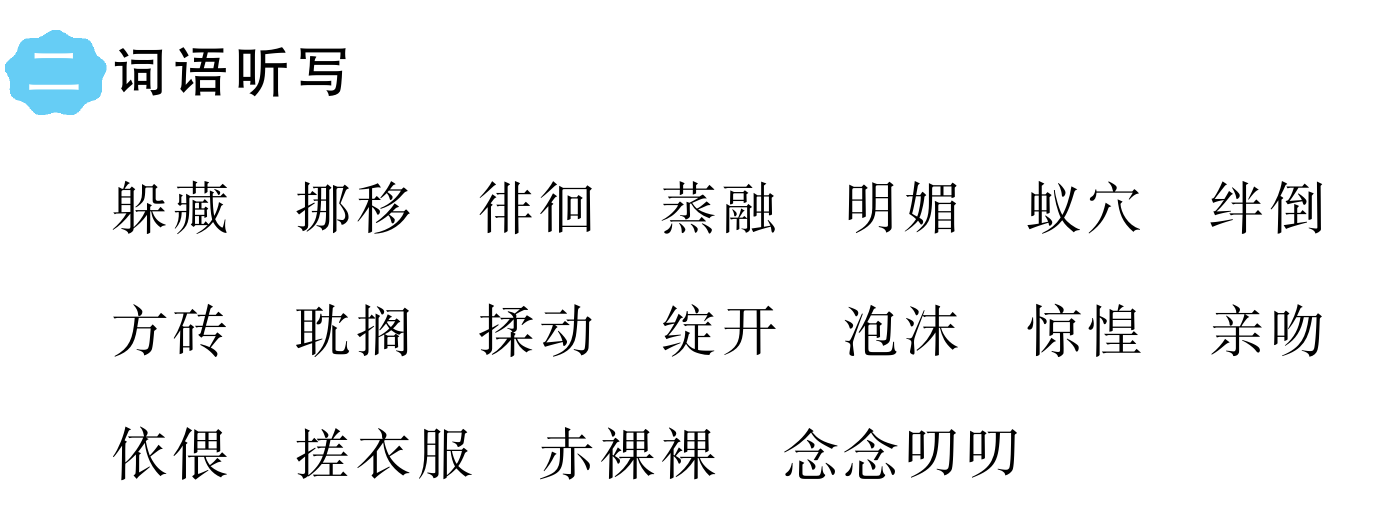 二 词语听写
躲藏 挪移 徘徊 蒸融 明媚 蚁穴 绊倒
方砖 耽搁 揉动 绽开 泡沫 惊惶 亲吻
依偎 搓衣服 赤裸裸 念念叨叨